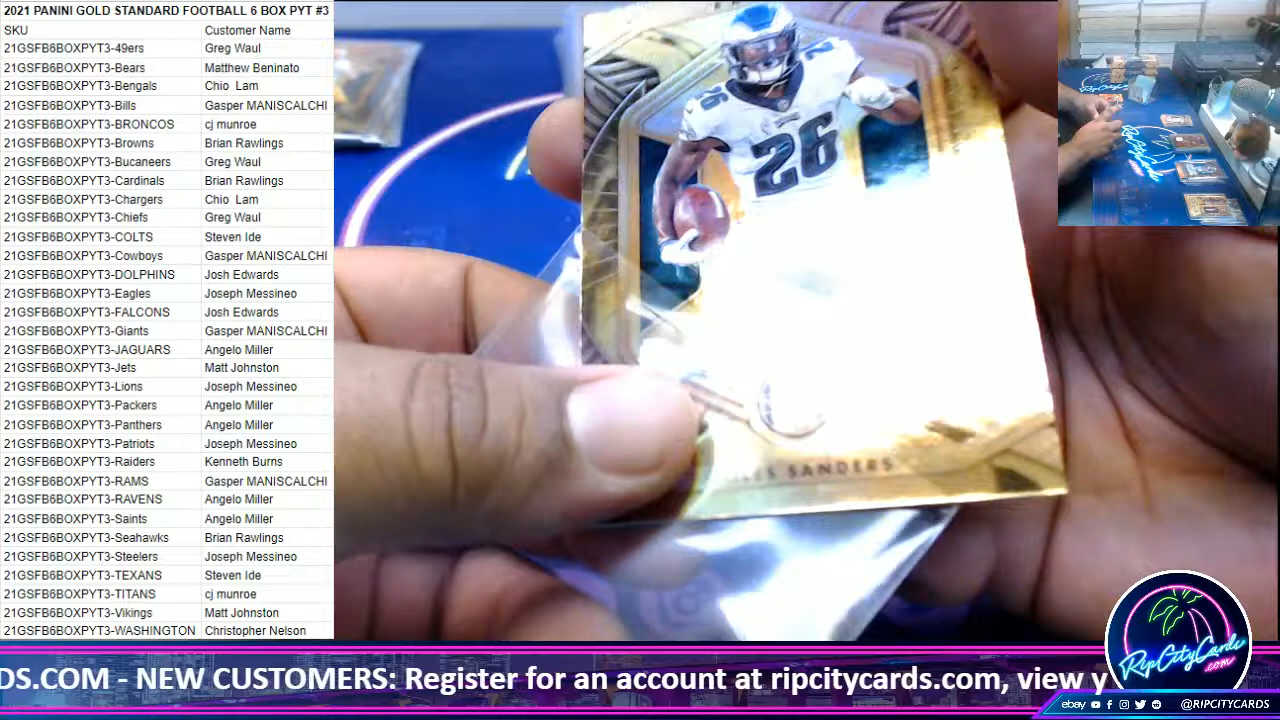 2021 PANINI GOLD STANDARD FOOTBALL 6 BOX PYT #3
SKU Customer Name
21GSFB6BOXPYT3-49ers Greg Waul
21GSFB6BOXPYT3-Bears Matthew Beninato
21GSFB6BOXPYT3-Bengals Chio Lam
21GSFB6BOXPYT3-Bills Gasper MANISCALCHI
21GSFB6BOXPYT3-BRONCOS cj munroe
21GSFB6BOXPYT3-Browns Brian Rawlings
21GSFB6BOXPYT3-Bucaneers Greg Waul
21GSFB6BOXPYT3-Cardinals Brian Rawlings
21GSFB6BOXPYT3-Chargers Chio Lam
21GSFB6BOXPYT3-Chiefs Greg Waul
21GSFB6BOXPYT3-COLTS Steven Ide
21GSFB6BOXPYT3-Cowboys Gasper MANISCALCHI
21GSFB6BOXPYT3-DOLPHINS Josh Edwards
21GSFB6BOXPYT3-Eagles Joseph Messineo
21GSFB6BOXPYT3-FALCONS Josh Edwards
21GSFB6BOXPYT3-Giants Gasper MANISCALCHI
21GSFB6BOXPYT3-JAGUARS Angelo Miller
21GSFB6BOXPYT3-Jets Matt Johnston
21GSFB6BOXPYT3-Lions Joseph Messineo
21GSFB6BOXPYT3-Packers Angelo Miller
21GSFB6BOXPYT3-Panthers Angelo Miller
21GSFB6BOXPYT3-Patriots Joseph Messineo
21GSFB6BOXPYT3-Raiders Kenneth Burns
21GSFB6BOXPYT3-RAMS Gasper MANISCALCHI
21GSFB6BOXPYT3-RAVENS Angelo Miller
21GSFB6BOXPYT3-Saints Angelo Miller
21GSFB6BOXPYT3-Seahawks Brian Rawlings
21GSFB6BOXPYT3-Steelers Joseph Messineo
21GSFB6BOXPYT3-TEXANS Steven Ide
21GSFB6BOXPYT3-TITANS cj munroe
21GSFB6BOXPYT3-Vikings Matt Johnston
21GSFB6BOXPYT3-WASHINGTON Christopher Nelson
26
26
SANDERS
RipCityCards
.com
DS.COM - NEW CUSTOMERS: Register for an account at ripcitycards.com, view y
ebay @RIPCITYCARDS